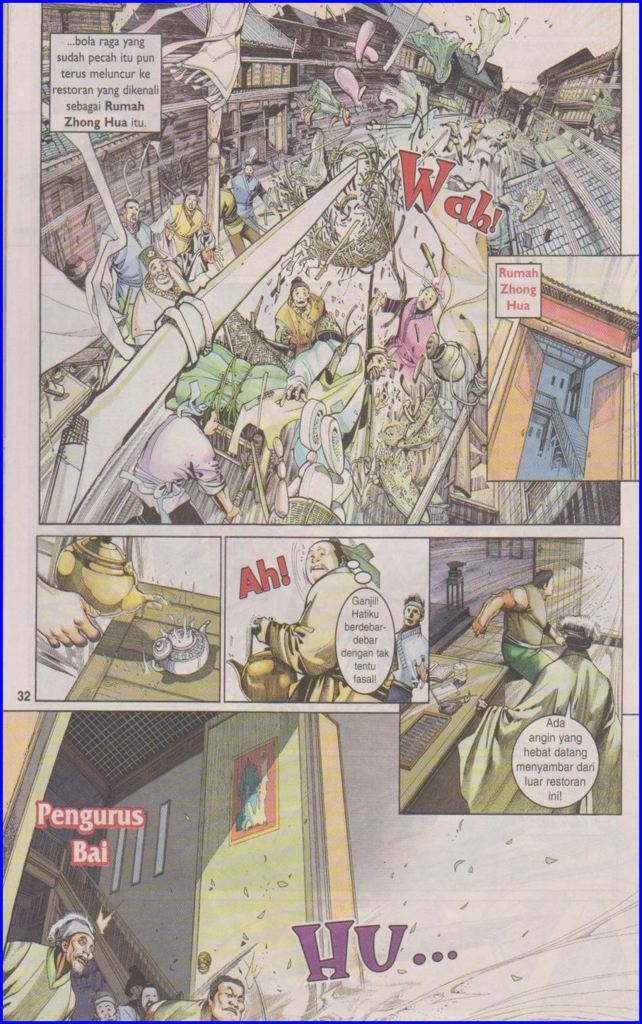 ...bola raga yang
sudah pecah itu pun
terus meluncur ke
restoran yang dikenali
sebagai Rumah
Zhong Hua itu.
Wah!
Rumah
Zhong
Hua
Ah!
Ganjil!
Hatiku
berdebar-
debar
dengan tak
tentu
fasal!
Ada
angin yang
hebat datang
menyambar dari
luar restoran
ini!
32
Pengurus
Bai
HU...